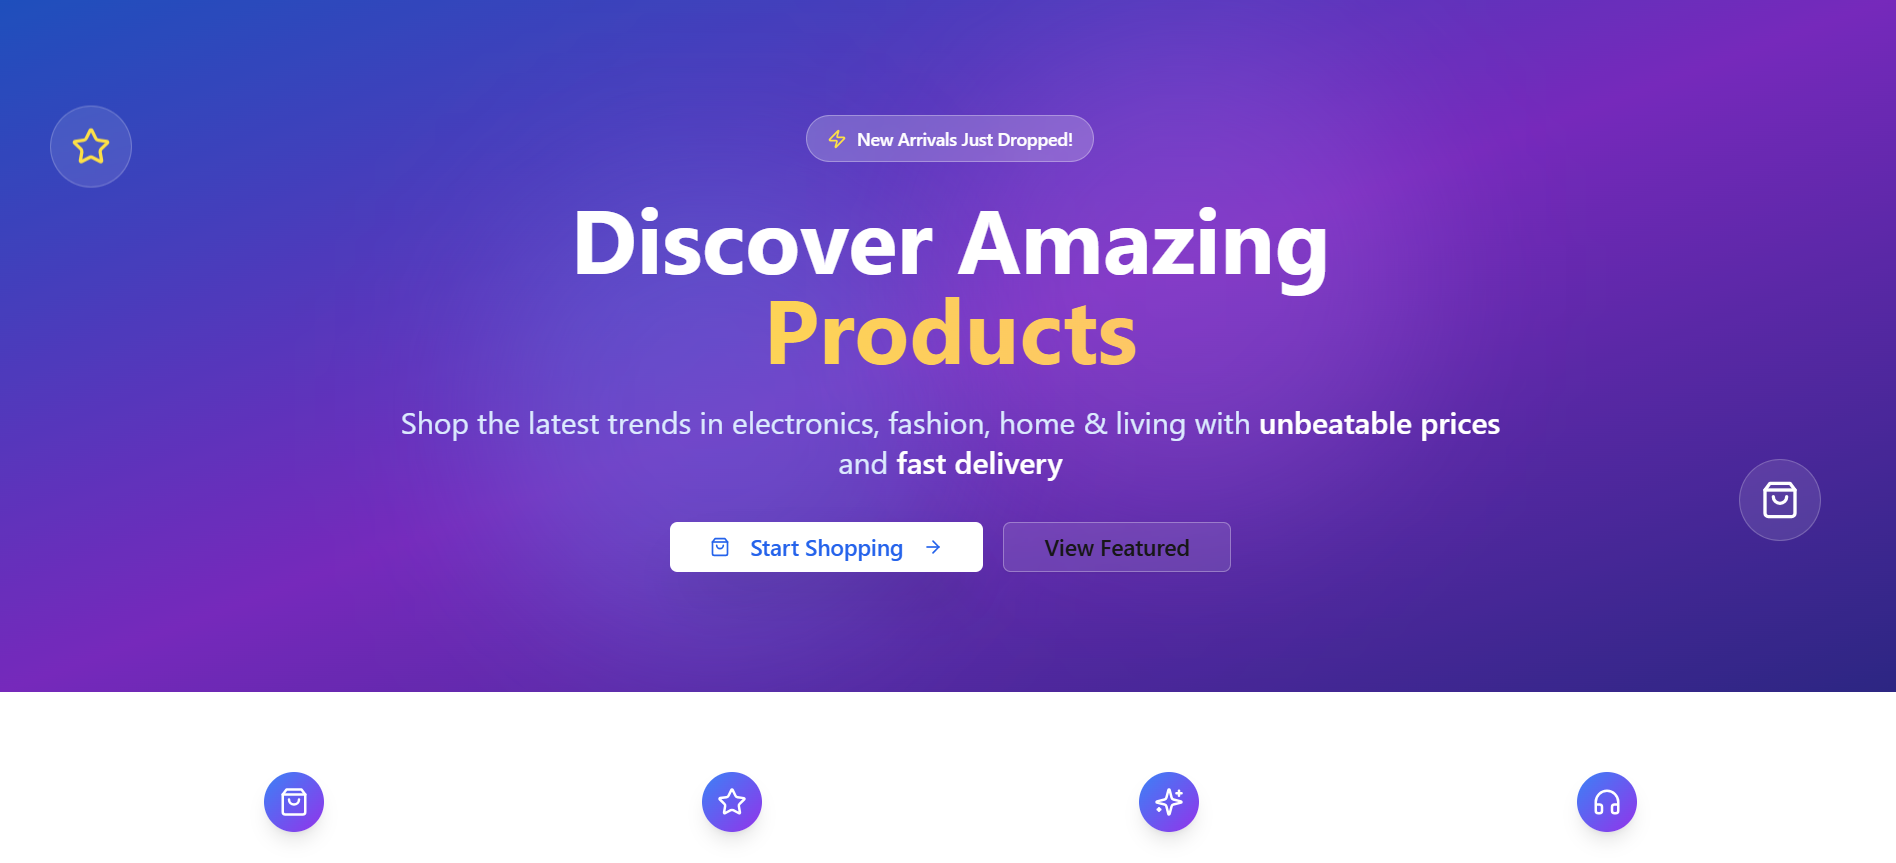 New Arrivals Just Dropped!
Discover Amazing
Products
Shop the latest trends in electronics, fashion, home & living with unbeatable prices
and fast delivery
Start Shopping
View Featured